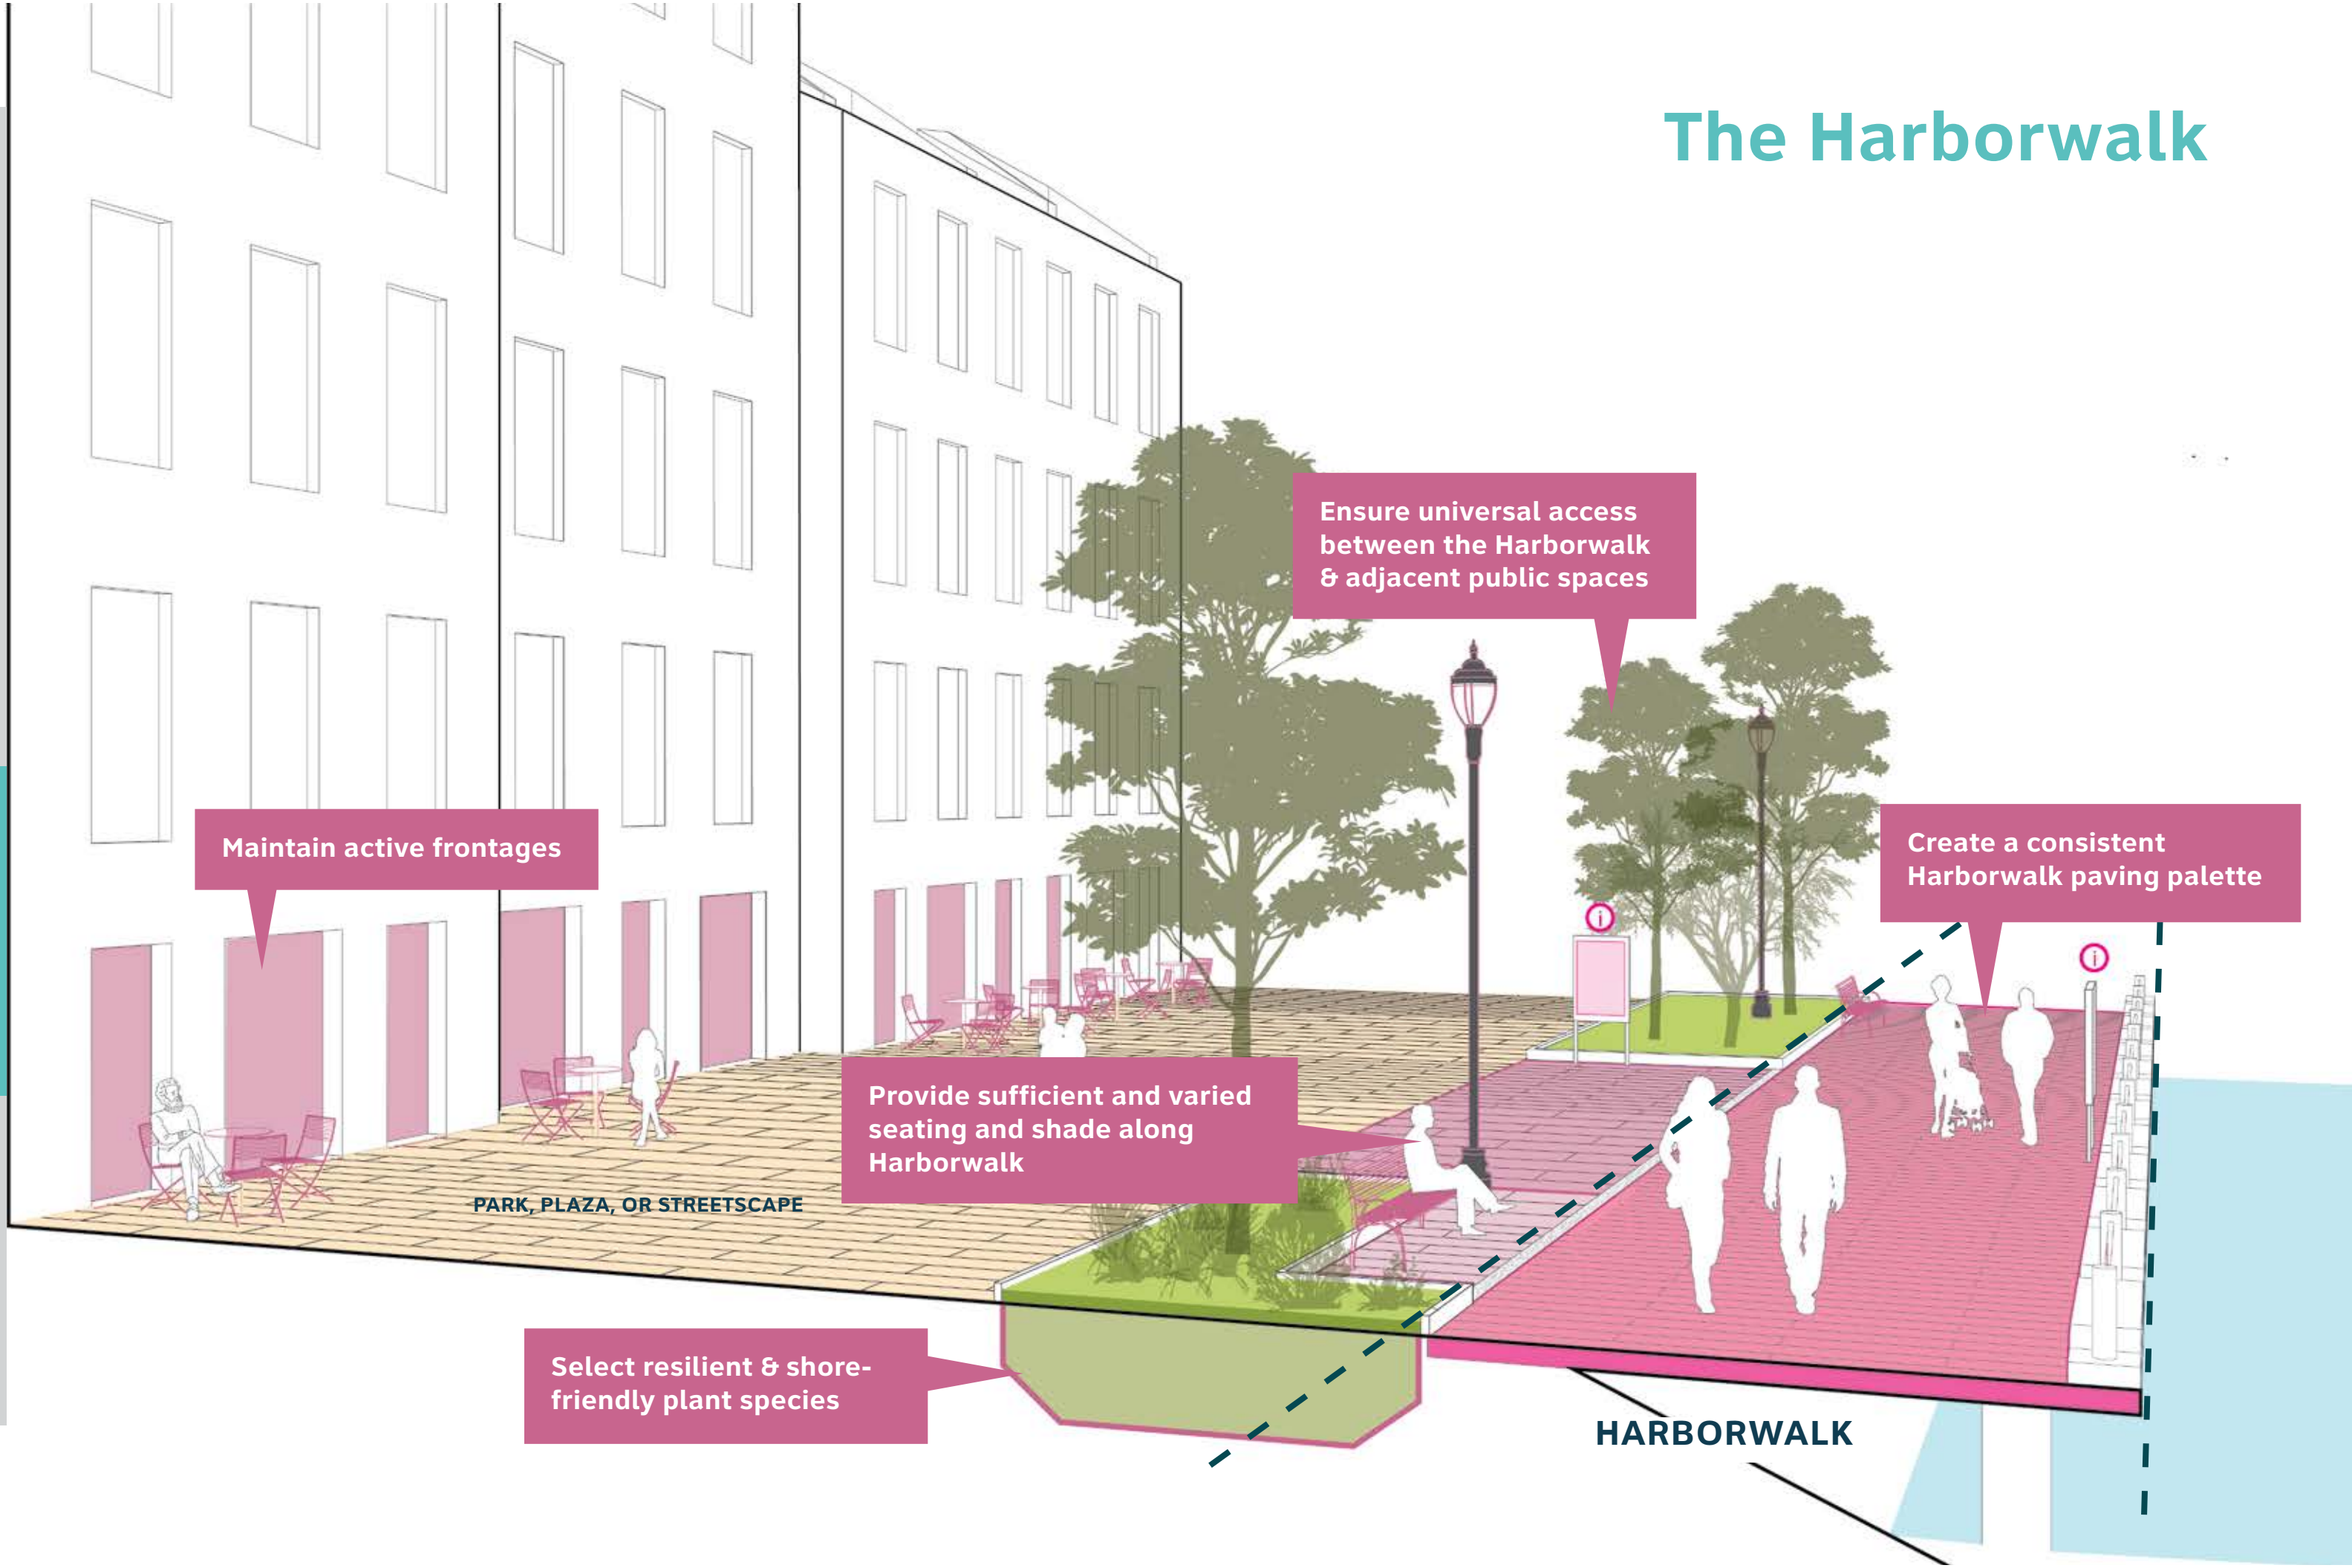 The Harborwalk
Ensure universal access
between the Harborwalk
& adjacent public spaces
Maintain active frontages
Create a consistent
Harborwalk paving palette
i
i
Provide sufficient and varied
seating and shade along
Harborwalk
PARK, PLAZA, OR STREETSCAPE
Select resilient & shore-
friendly plant species
HARBORWALK